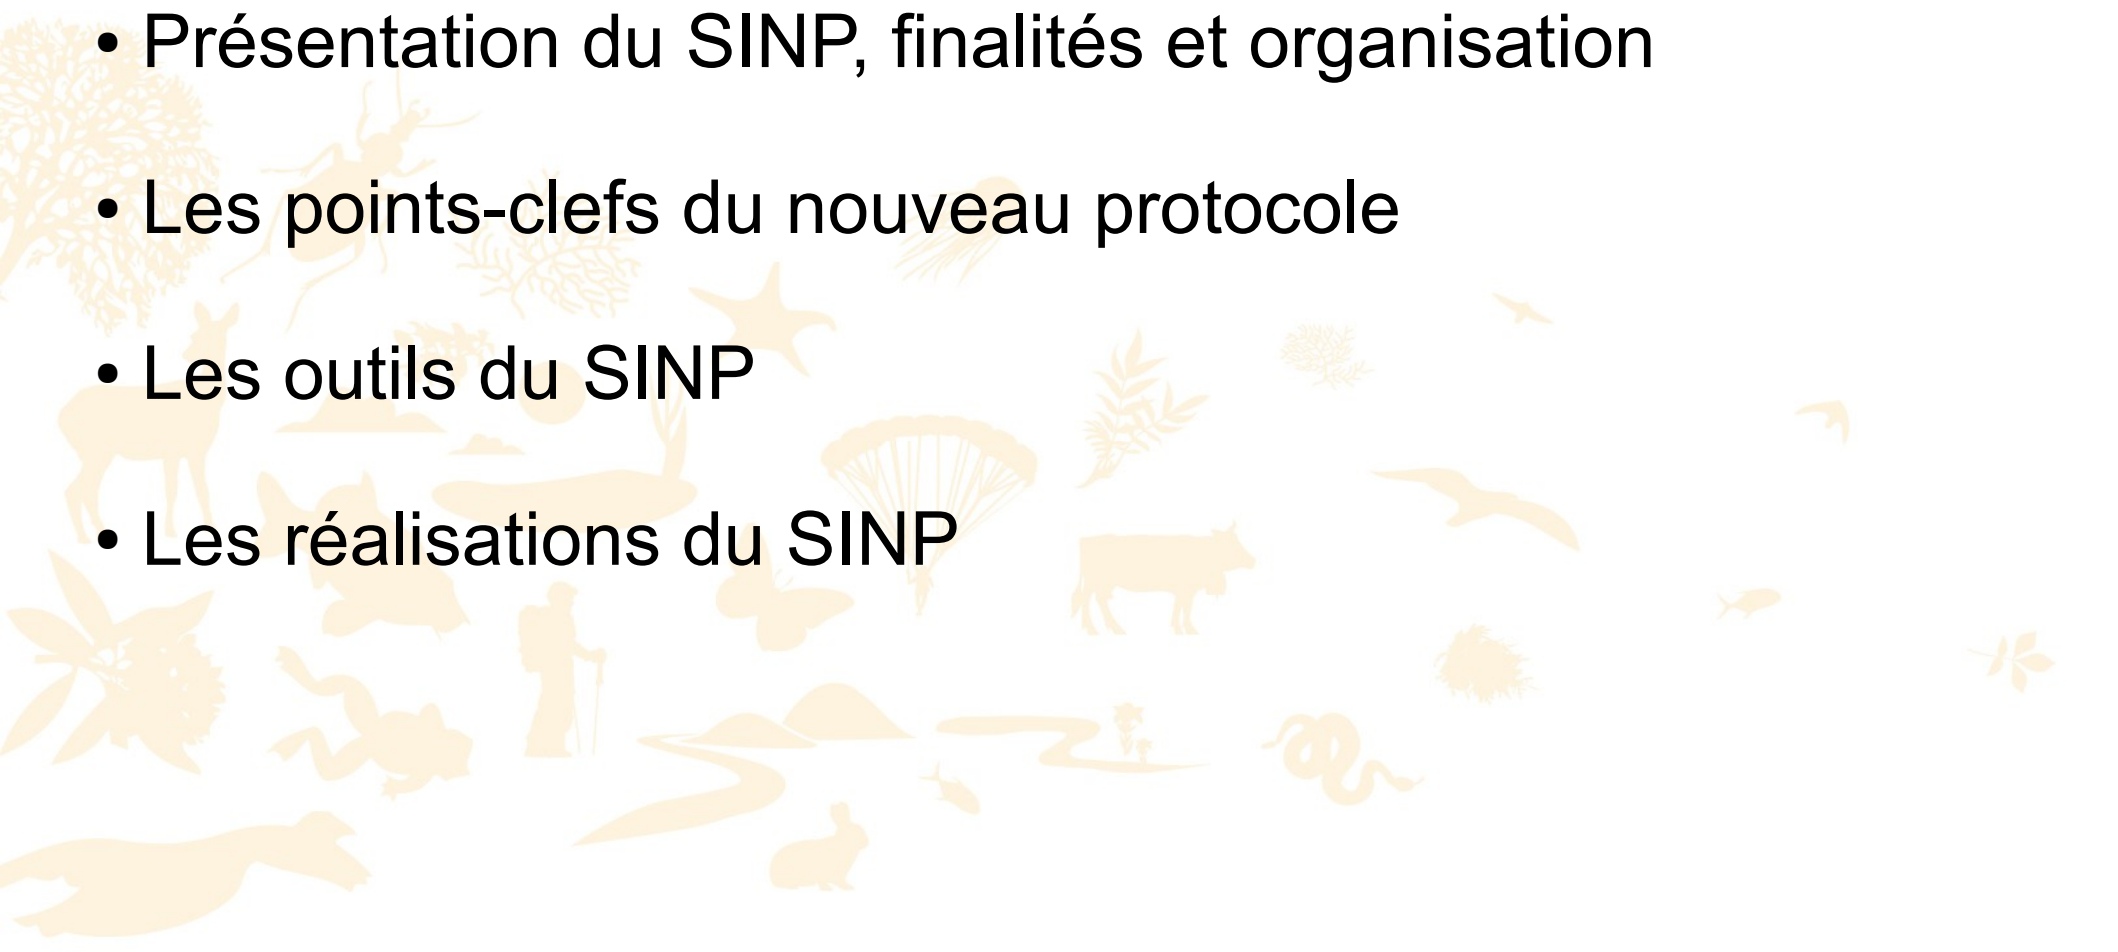 • Présentation du SINP, finalités et organisation
• Les points-clefs du nouveau protocole
• Les outils du SINP
• Les réalisations du SINP